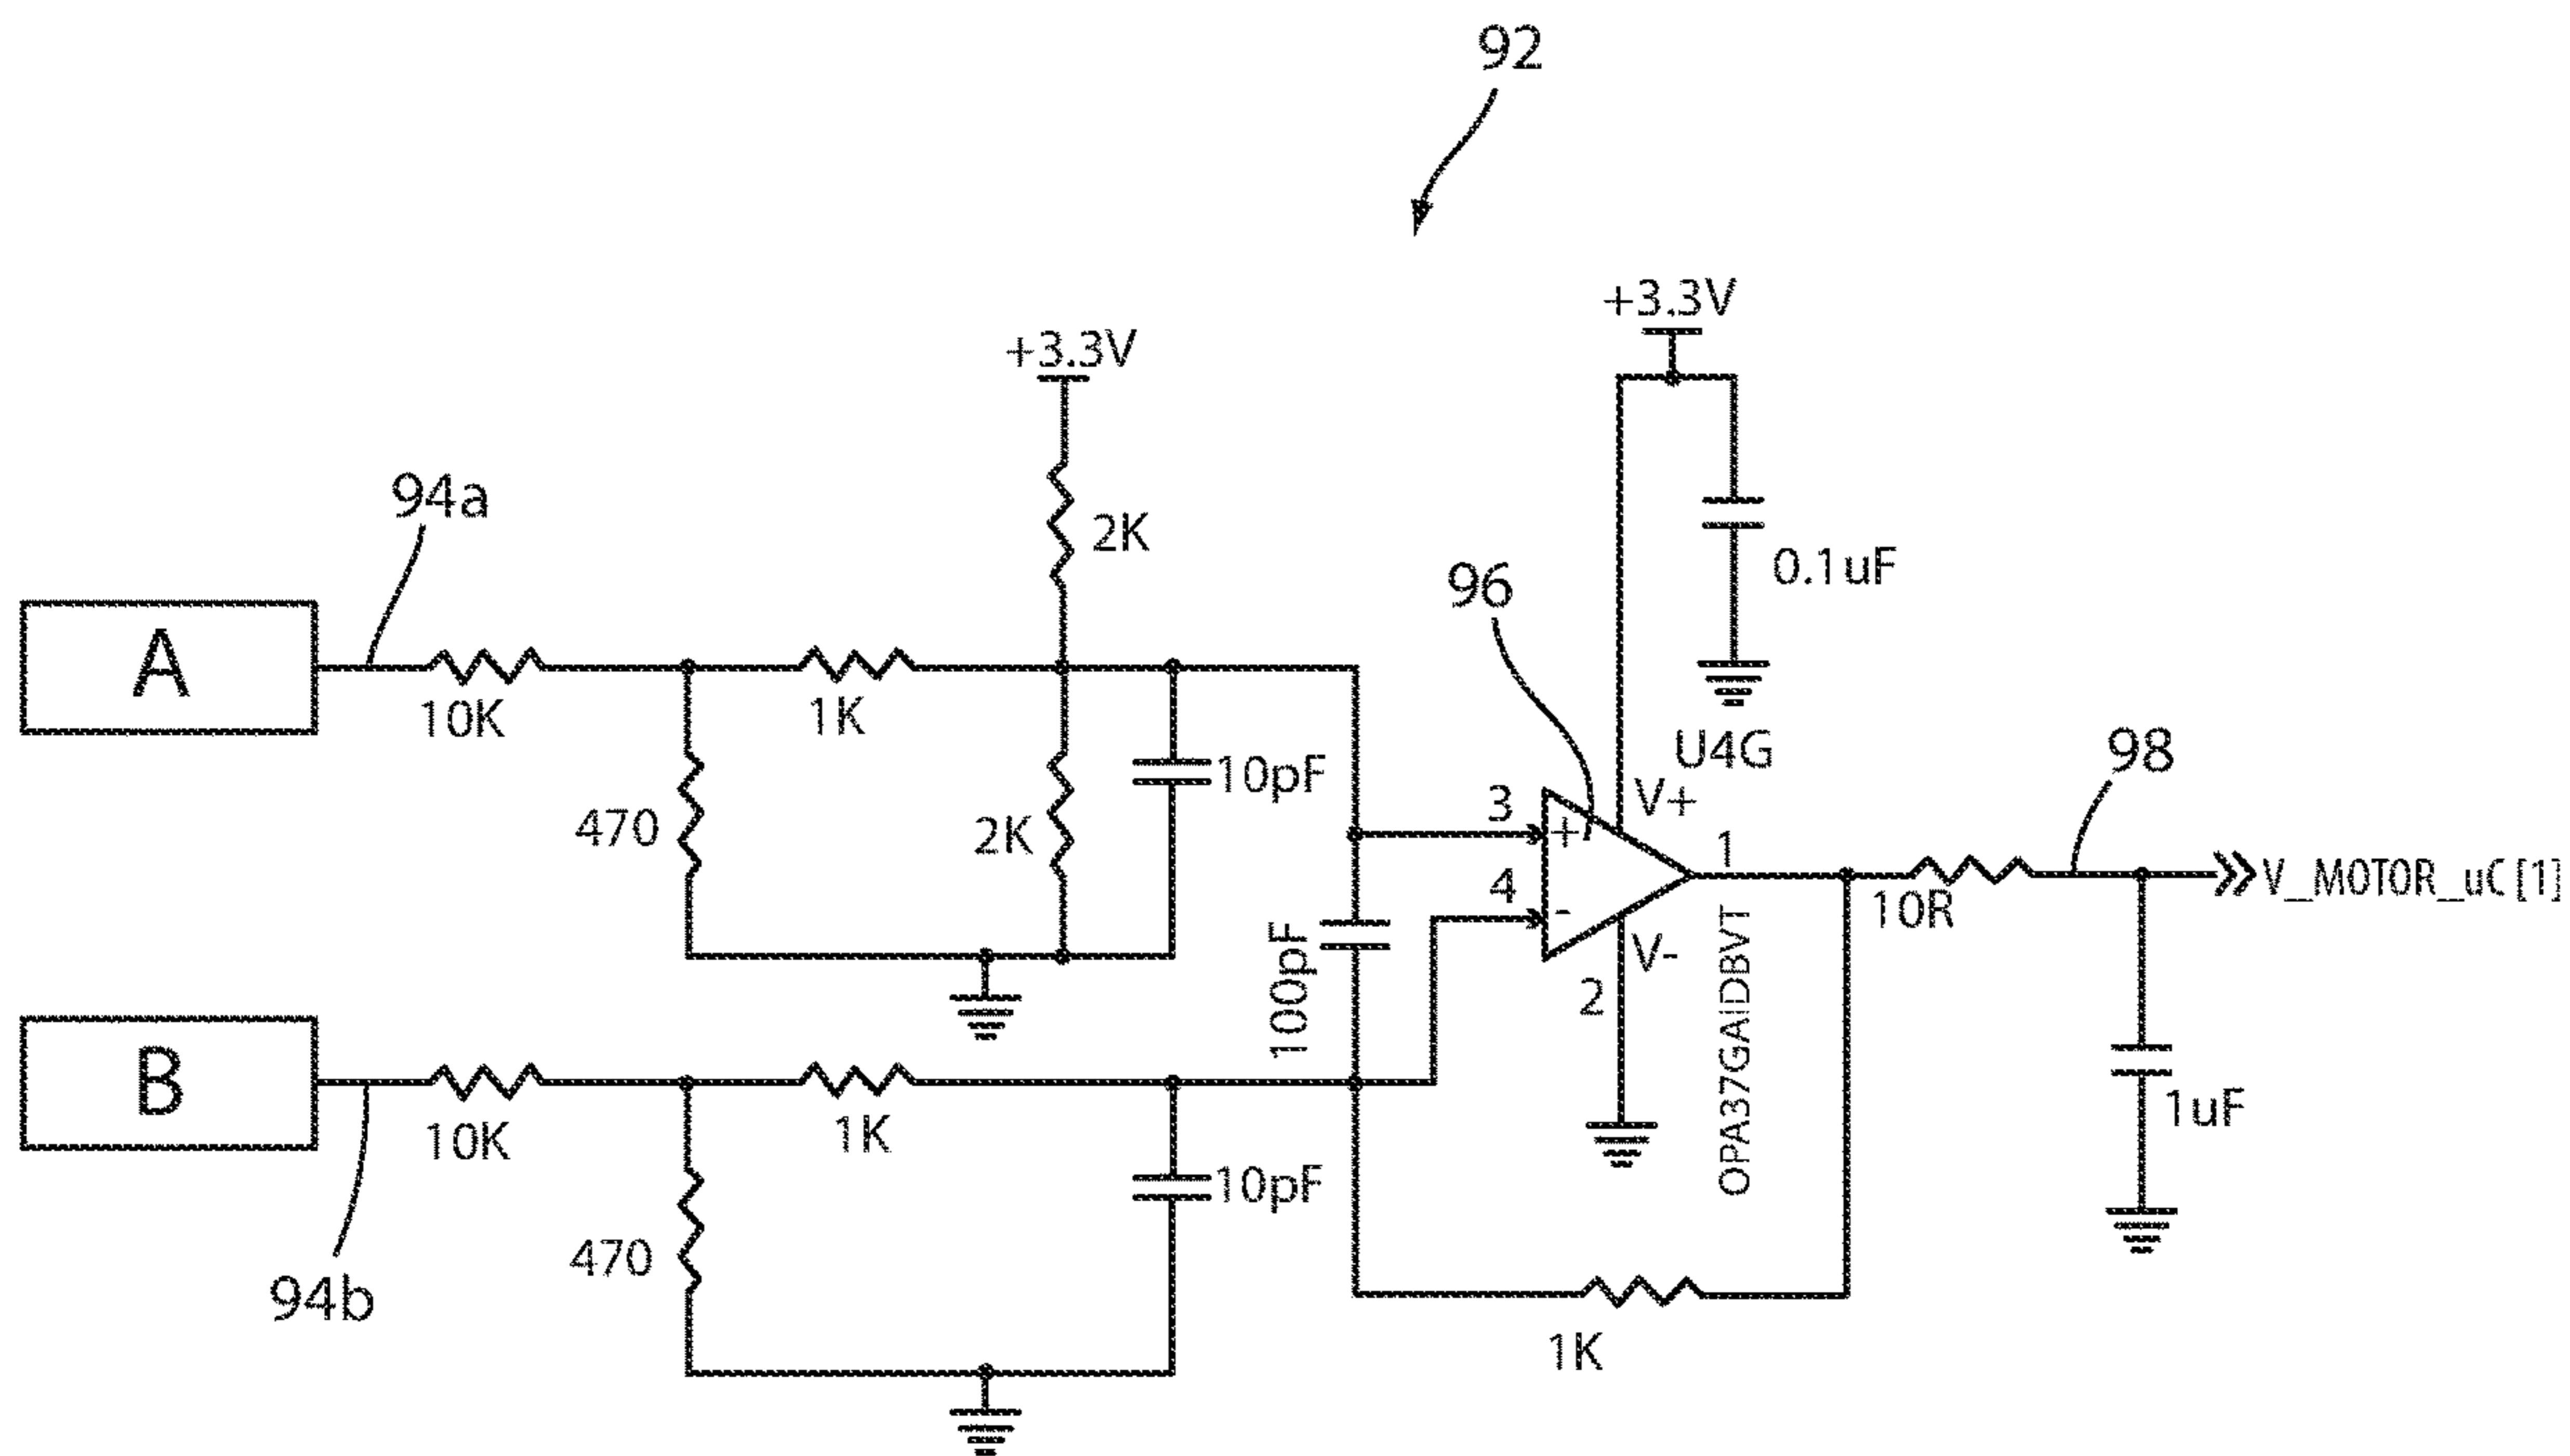 92
+3.3V
+3.3V
94a
2K
0.1uF
96
A
10K
1K
U4G
10pF
V+
98
3
470
2K
+
1
4
-
V_MOTOR_uC [1]
10R
V-
100pF
2
OPA37GAIDBVT
B
10K
1K
10pF
1uF
470
94b
1K